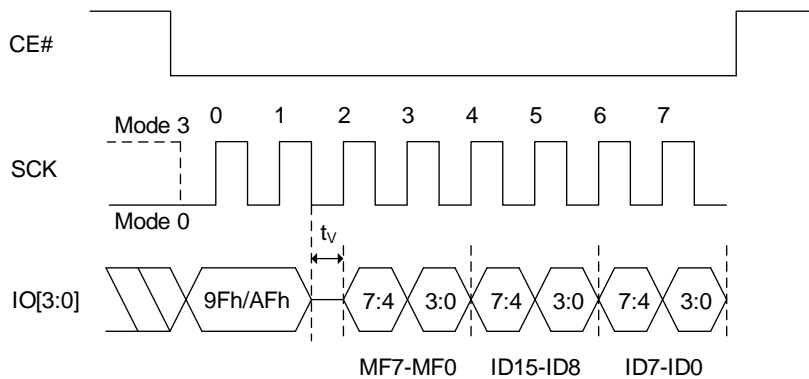 CE#
0 1 2 3 4 5 6 7
Mode 3
SCK
Mode 0
tV
IO[3:0] 9Fh/AFh 7:4 3:0 7:4 3:0 7:4 3:0
MF7-MF0 ID15-ID8 ID7-ID0